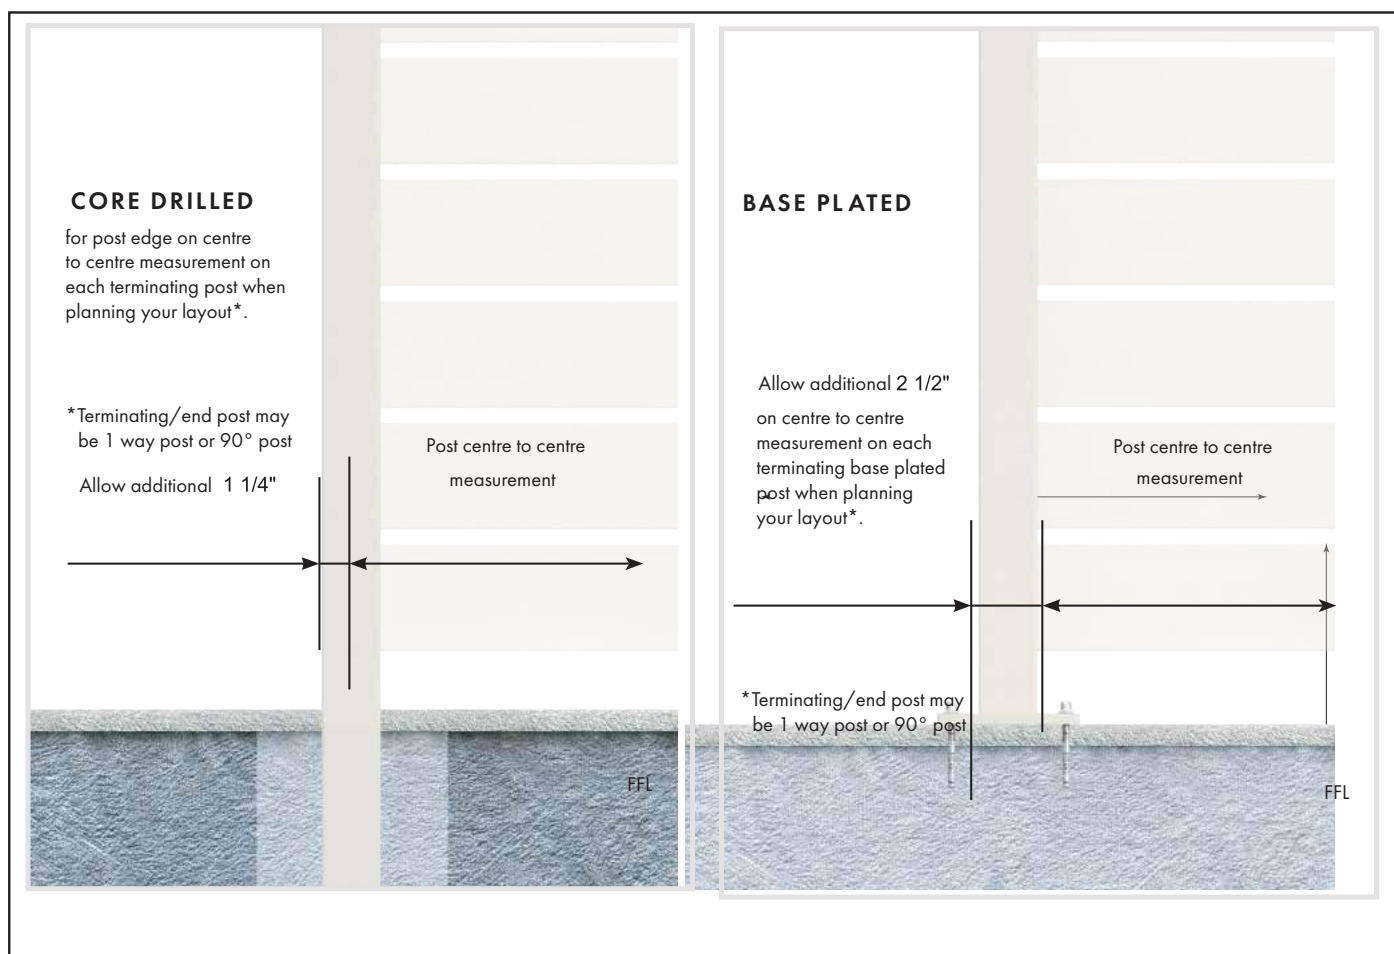 CORE DRILLED
for post edge on centre
to centre measurement on
each terminating post when
planning your layout*.
*Terminating/end post may
be 1 way post or 90° post
Allow additional 1 1/4"
Post centre to centre
measurement
FFL
BASE PLATED
Allow additional 2 1/2"
on centre to centre
measurement on each
terminating base plated
post when planning
your layout*.
Post centre to centre
measurement
*Terminating/end post may
be 1 way post or 90° post
FFL